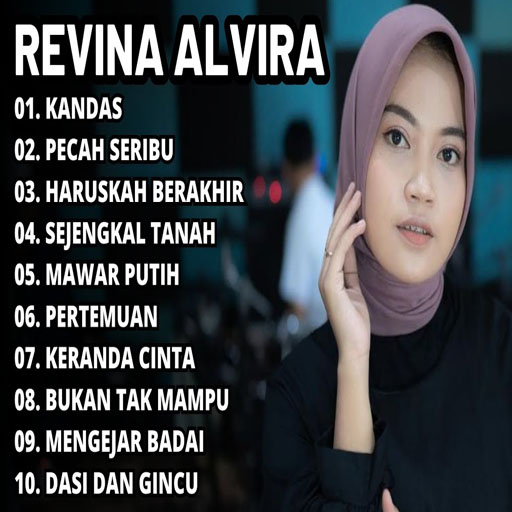 REVINA ALVIRA
01. KANDAS
02. PECAH SERIBU
03. HARUSKAH BERAKHIR
04. SEJENGKAL TANAH
05. MAWAR PUTIH
06. PERTEMUAN
07. KERANDA CINTA
08. BUKAN TAK MAMPU
09. MENGEJAR BADAI
10. DASI DAN GINCU